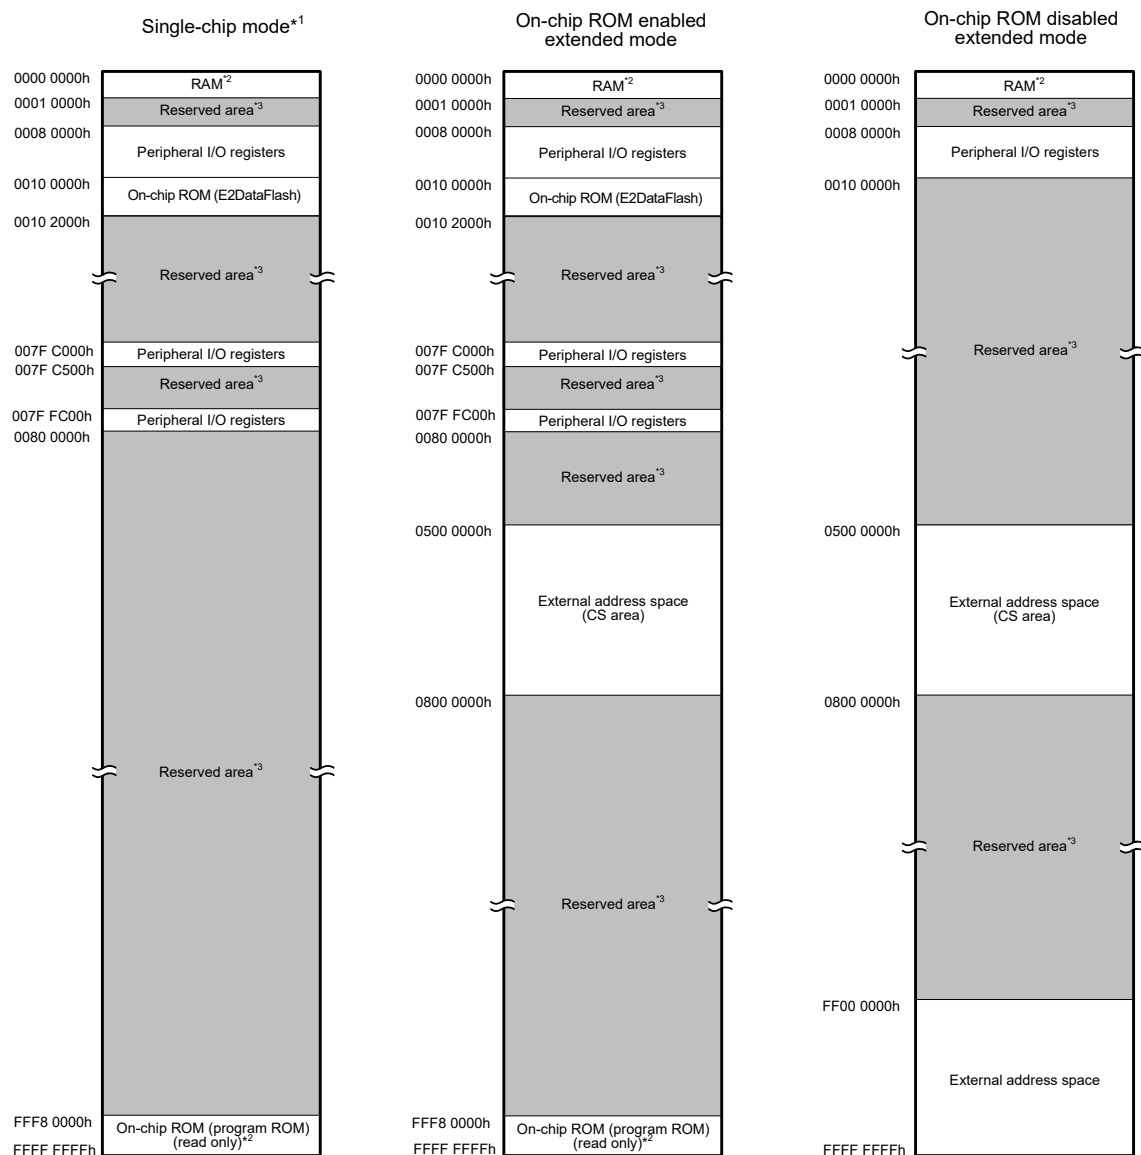 Single-chip mode*1
0000 0000h
RAM*2
0001 0000h
Reserved area*3
0008 0000h
Peripheral I/O registers
0010 0000h
On-chip ROM (E2DataFlash)
0010 2000h
Reserved area*3
007F C000h
Peripheral I/O registers
007F C500h
Reserved area*3
007F FC00h
Peripheral I/O registers
0080 0000h
Reserved area*3
FFF8 0000h
On-chip ROM (program ROM)
(read only)*2
FFFF FFFFh
On-chip ROM enabled
extended mode
0000 0000h
RAM*2
0001 0000h
Reserved area*3
0008 0000h
Peripheral I/O registers
0010 0000h
On-chip ROM (E2DataFlash)
0010 2000h
Reserved area*3
007F C000h
Peripheral I/O registers
007F C500h
Reserved area*3
007F FC00h
Peripheral I/O registers
0080 0000h
Reserved area*3
0500 0000h
External address space
(CS area)
0800 0000h
Reserved area*3
FFF8 0000h
On-chip ROM (program ROM)
(read only)*2
FFFF FFFFh
On-chip ROM disabled
extended mode
0000 0000h
RAM*2
0001 0000h
Reserved area*3
0008 0000h
Peripheral I/O registers
0010 0000h
Reserved area*3
0500 0000h
External address space
(CS area)
0800 0000h
Reserved area*3
FF00 0000h
External address space
FFFF FFFFh